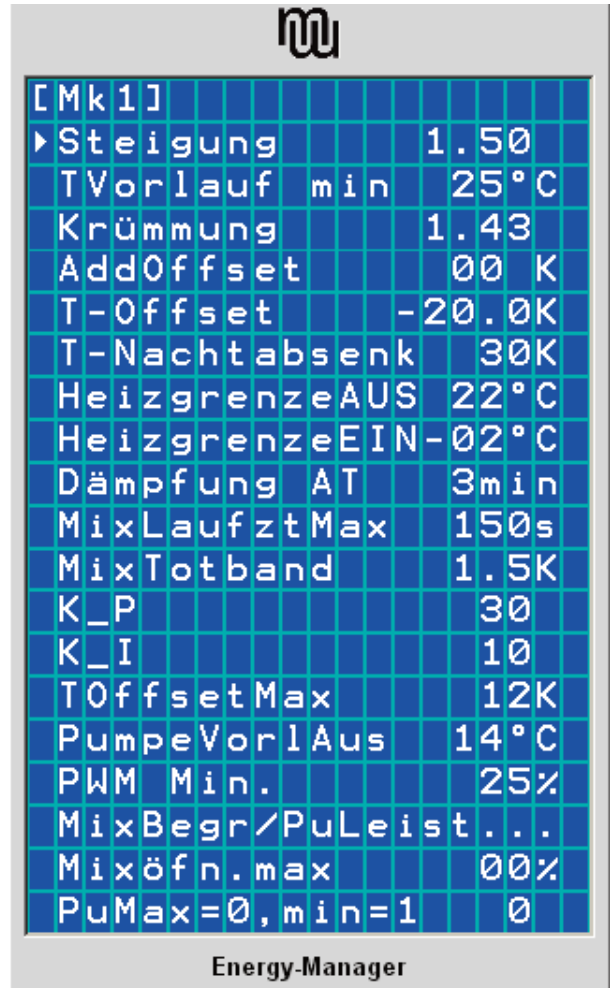 [Mk1]
▸Steigung 1.50
TVorlauf min 25°C
Krümmung 1.43
AddOffset 00 K
T-Offset -20.0K
T-Nachtabsenk 30K
HeizgrenzeAUS 22°C
HeizgrenzeEIN-02°C
Dämpfung AT 3min
MixLaufztMax 150s
MixTotband 1.5K
K_P 30
K_I 10
TOffsetMax 12K
PumpeVorlAus 14°C
PWM Min. 25%
MixBegr/PuLeist...
Mixöfn.max 00%
PuMax=0,min=1 0
Energy-Manager